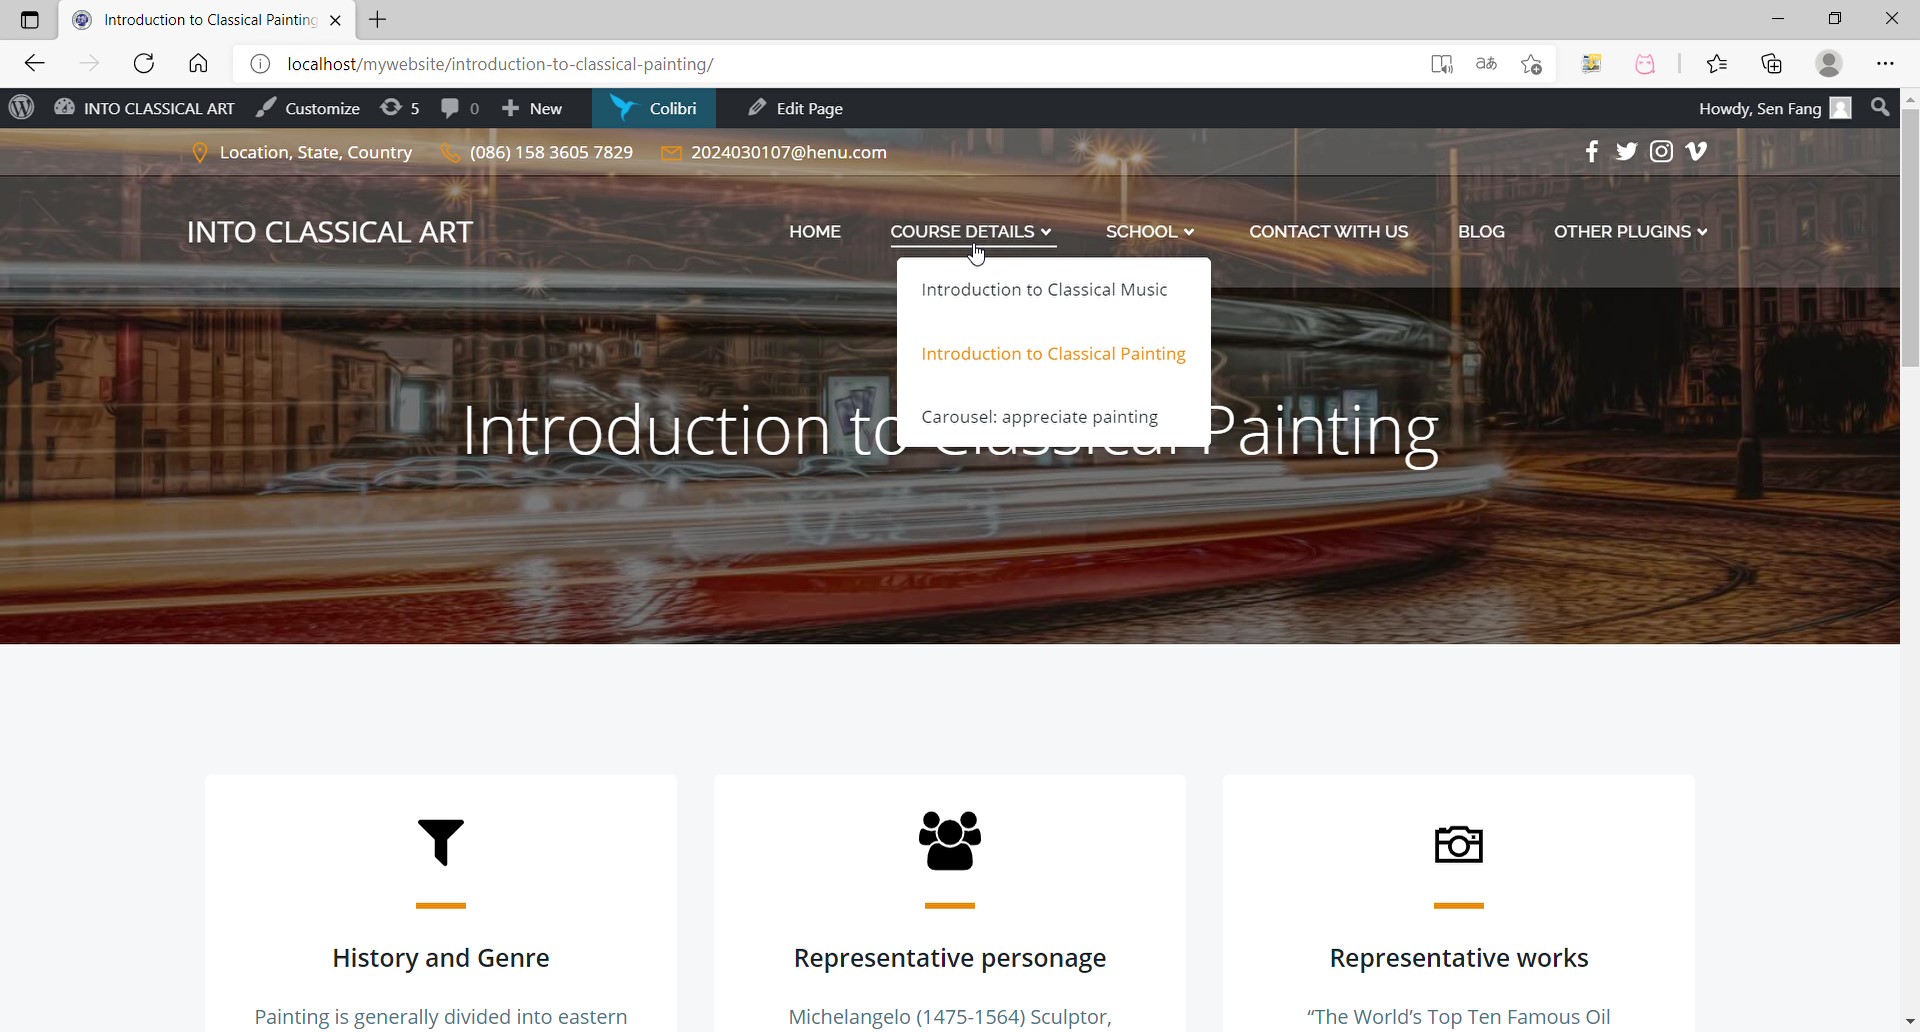 Introduction to Classical Painting
localhost/mywebsite/introduction-to-classical-painting/
INTO CLASSICAL ART Customize 5 0 New Colibri Edit Page Howdy, Sen Fang
Location, State, Country (086) 158 3605 7829 2024030107@henu.com
INTO CLASSICAL ART HOME COURSE DETAILS SCHOOL CONTACT WITH US BLOG OTHER PLUGINS
Introduction to Classical Music
Introduction to Classical Painting
Carousel: appreciate painting
Introduction to Classical Painting
History and Genre
Painting is generally divided into eastern
Representative personage
Michelangelo (1475-1564) Sculptor,
Representative works
“The World’s Top Ten Famous Oil